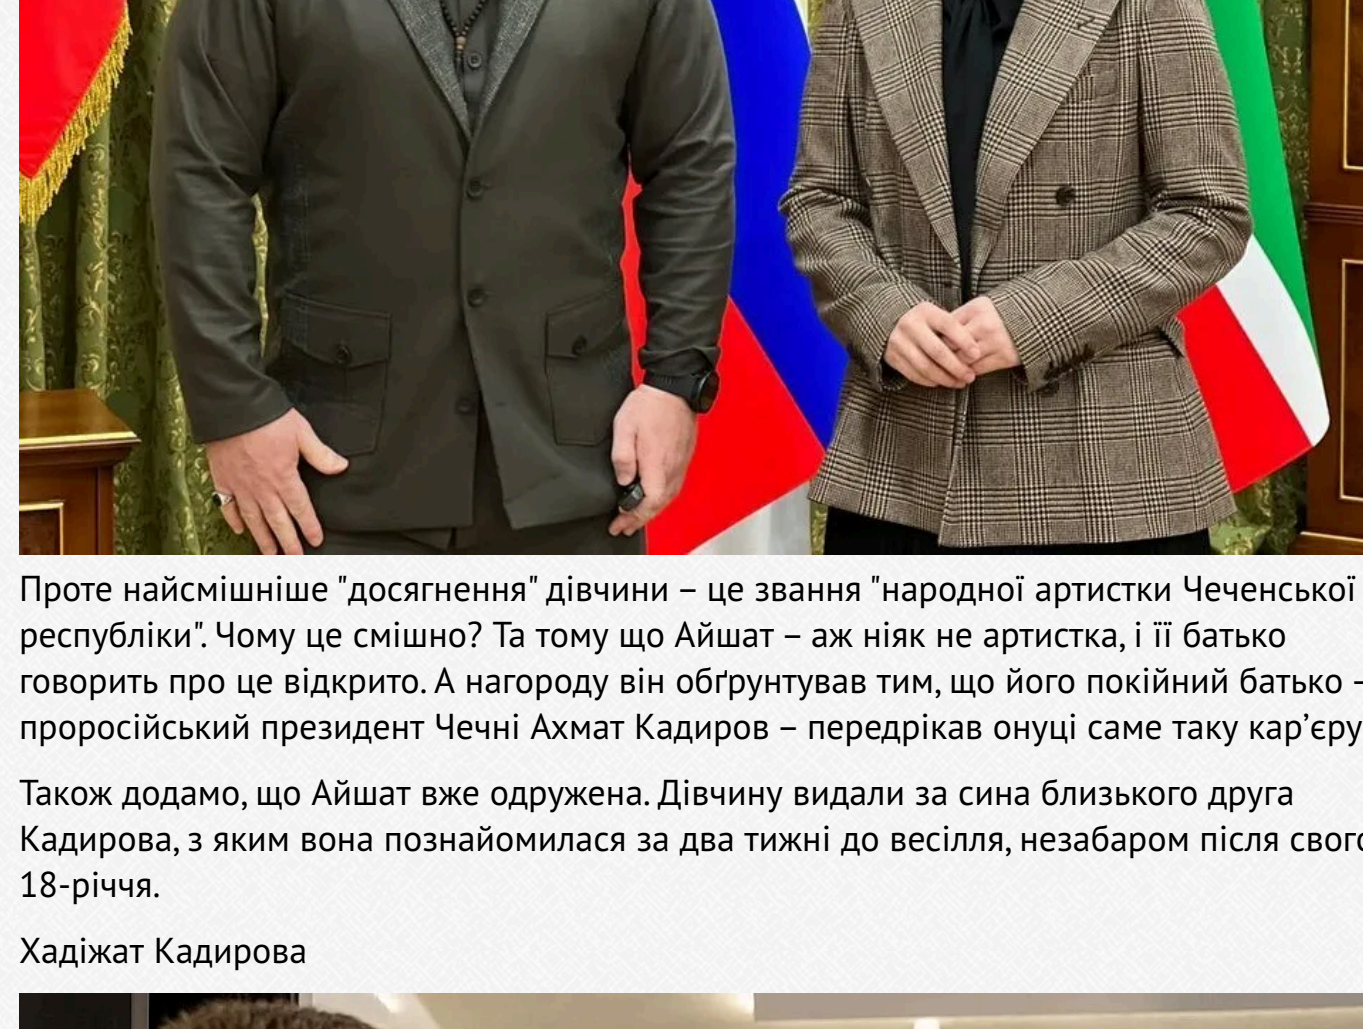 Проте найсмішніше "досягнення" дівчини – це звання "народної артистки Чеченської
республіки". Чому це смішно? Та тому що Айшат – аж ніяк не артистка, і її батько
говорить про це відкрито. А нагороду він обґрунтував тим, що його покійний батько –
проросійський президент Чечні Ахмат Кадиров – передрікав онуці саме таку кар’єру
Також додамо, що Айшат вже одружена. Дівчину видали за сина близького друга
Кадирова, з яким вона познайомилася за два тижні до весілля, незабаром після свого
18-річчя.
Хадіжат Кадирова